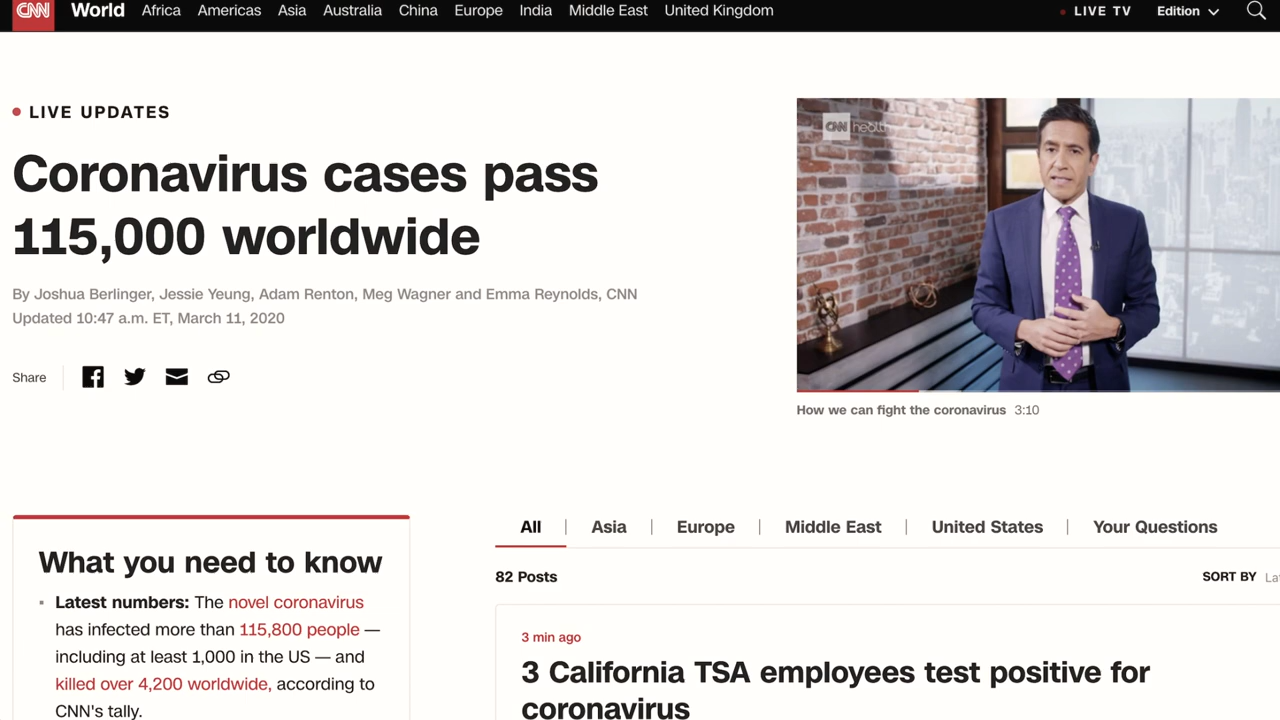 CNN World Africa Americas Asia Australia China Europe India Middle East United Kingdom LIVE TV Edition
LIVE UPDATES
Coronavirus cases pass
115,000 worldwide
By Joshua Berlinger, Jessie Yeung, Adam Renton, Meg Wagner and Emma Reynolds, CNN
Updated 10:47 a.m. ET, March 11, 2020
Share
CNN health
How we can fight the coronavirus 3:10
What you need to know
Latest numbers: The novel coronavirus
has infected more than 115,800 people —
including at least 1,000 in the US — and
killed over 4,200 worldwide, according to
CNN's tally.
All | Asia | Europe | Middle East | United States | Your Questions
82 Posts SORT BY
3 min ago
3 California TSA employees test positive for
coronavirus